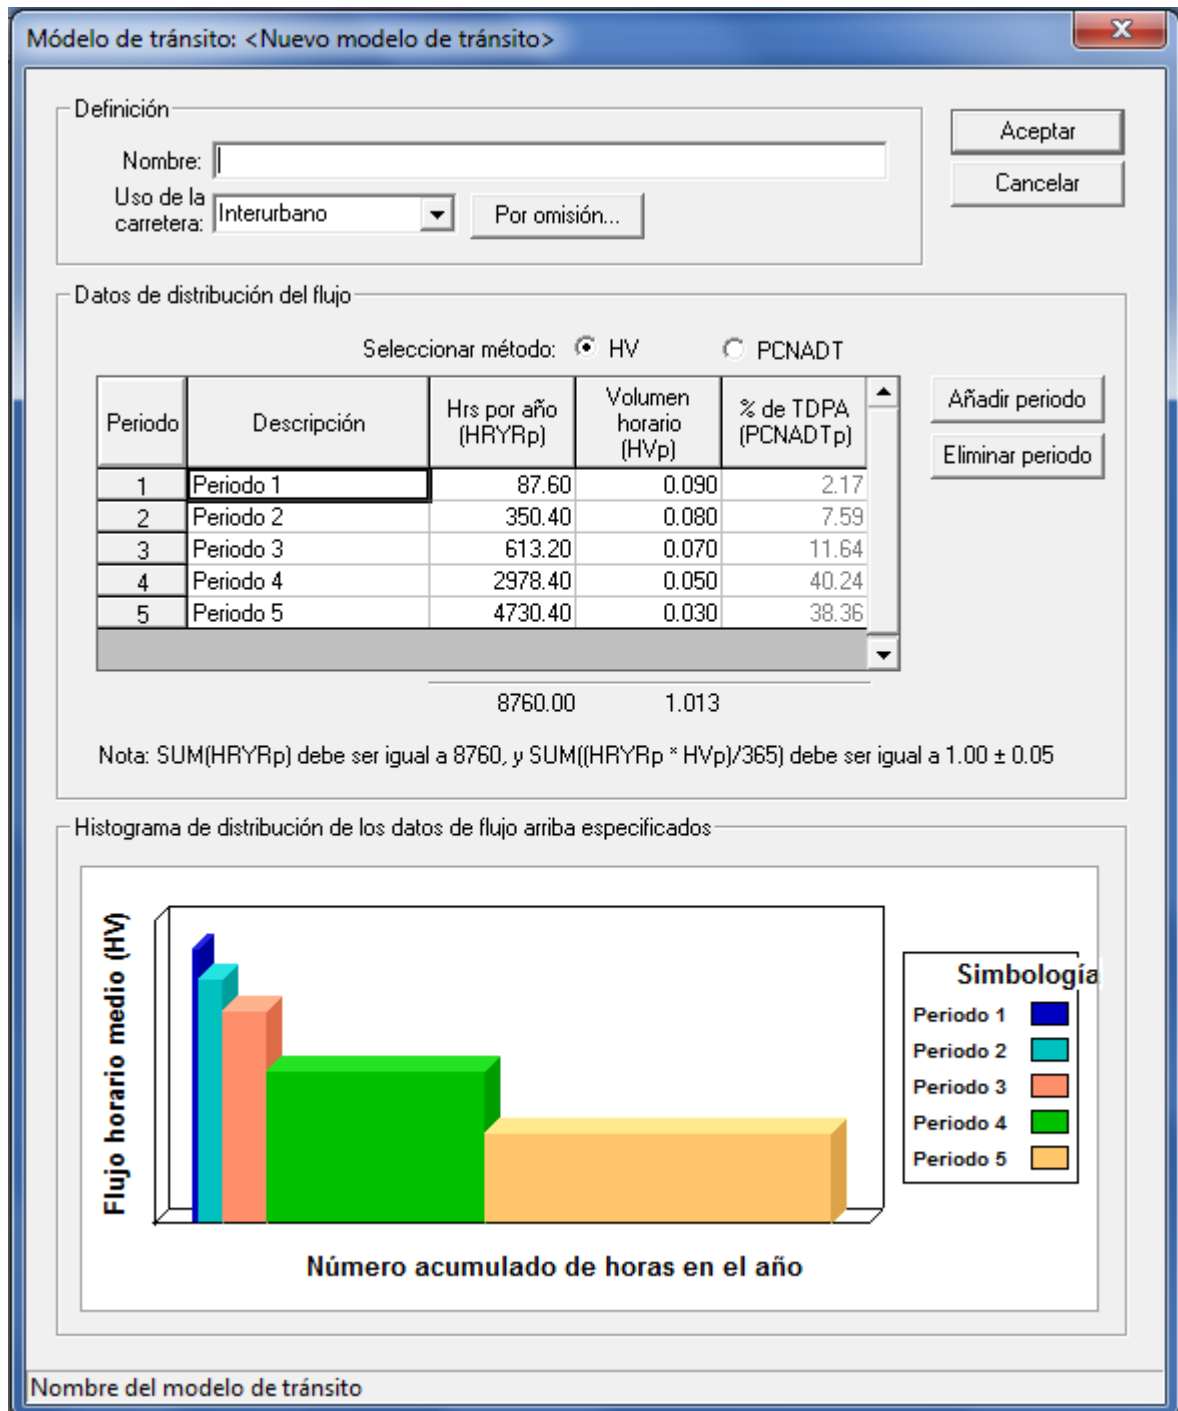 Módelo de tránsito: <Nuevo modelo de tránsito>
Definición
Nombre:
Uso de la
carretera:
Interurbano
Por omisión...
Aceptar
Cancelar
Datos de distribución del flujo
Seleccionar método: HV PCNADT
Periodo Descripción Hrs por año (HRYRp) Volumen horario (HVp) % de TDPA (PCNADTp)
1 Periodo 1 87.60 0.090 2.17
2 Periodo 2 350.40 0.080 7.59
3 Periodo 3 613.20 0.070 11.64
4 Periodo 4 2978.40 0.050 40.24
5 Periodo 5 4730.40 0.030 38.36
8760.00 1.013
Añadir periodo
Eliminar periodo
Nota: SUM(HRYRp) debe ser igual a 8760, y SUM((HRYRp * HVp)/365) debe ser igual a 1.00 ± 0.05
Histograma de distribución de los datos de flujo arriba especificados
Flujo horario medio (HV)
Número acumulado de horas en el año
Simbología
Periodo 1
Periodo 2
Periodo 3
Periodo 4
Periodo 5
Nombre del modelo de tránsito